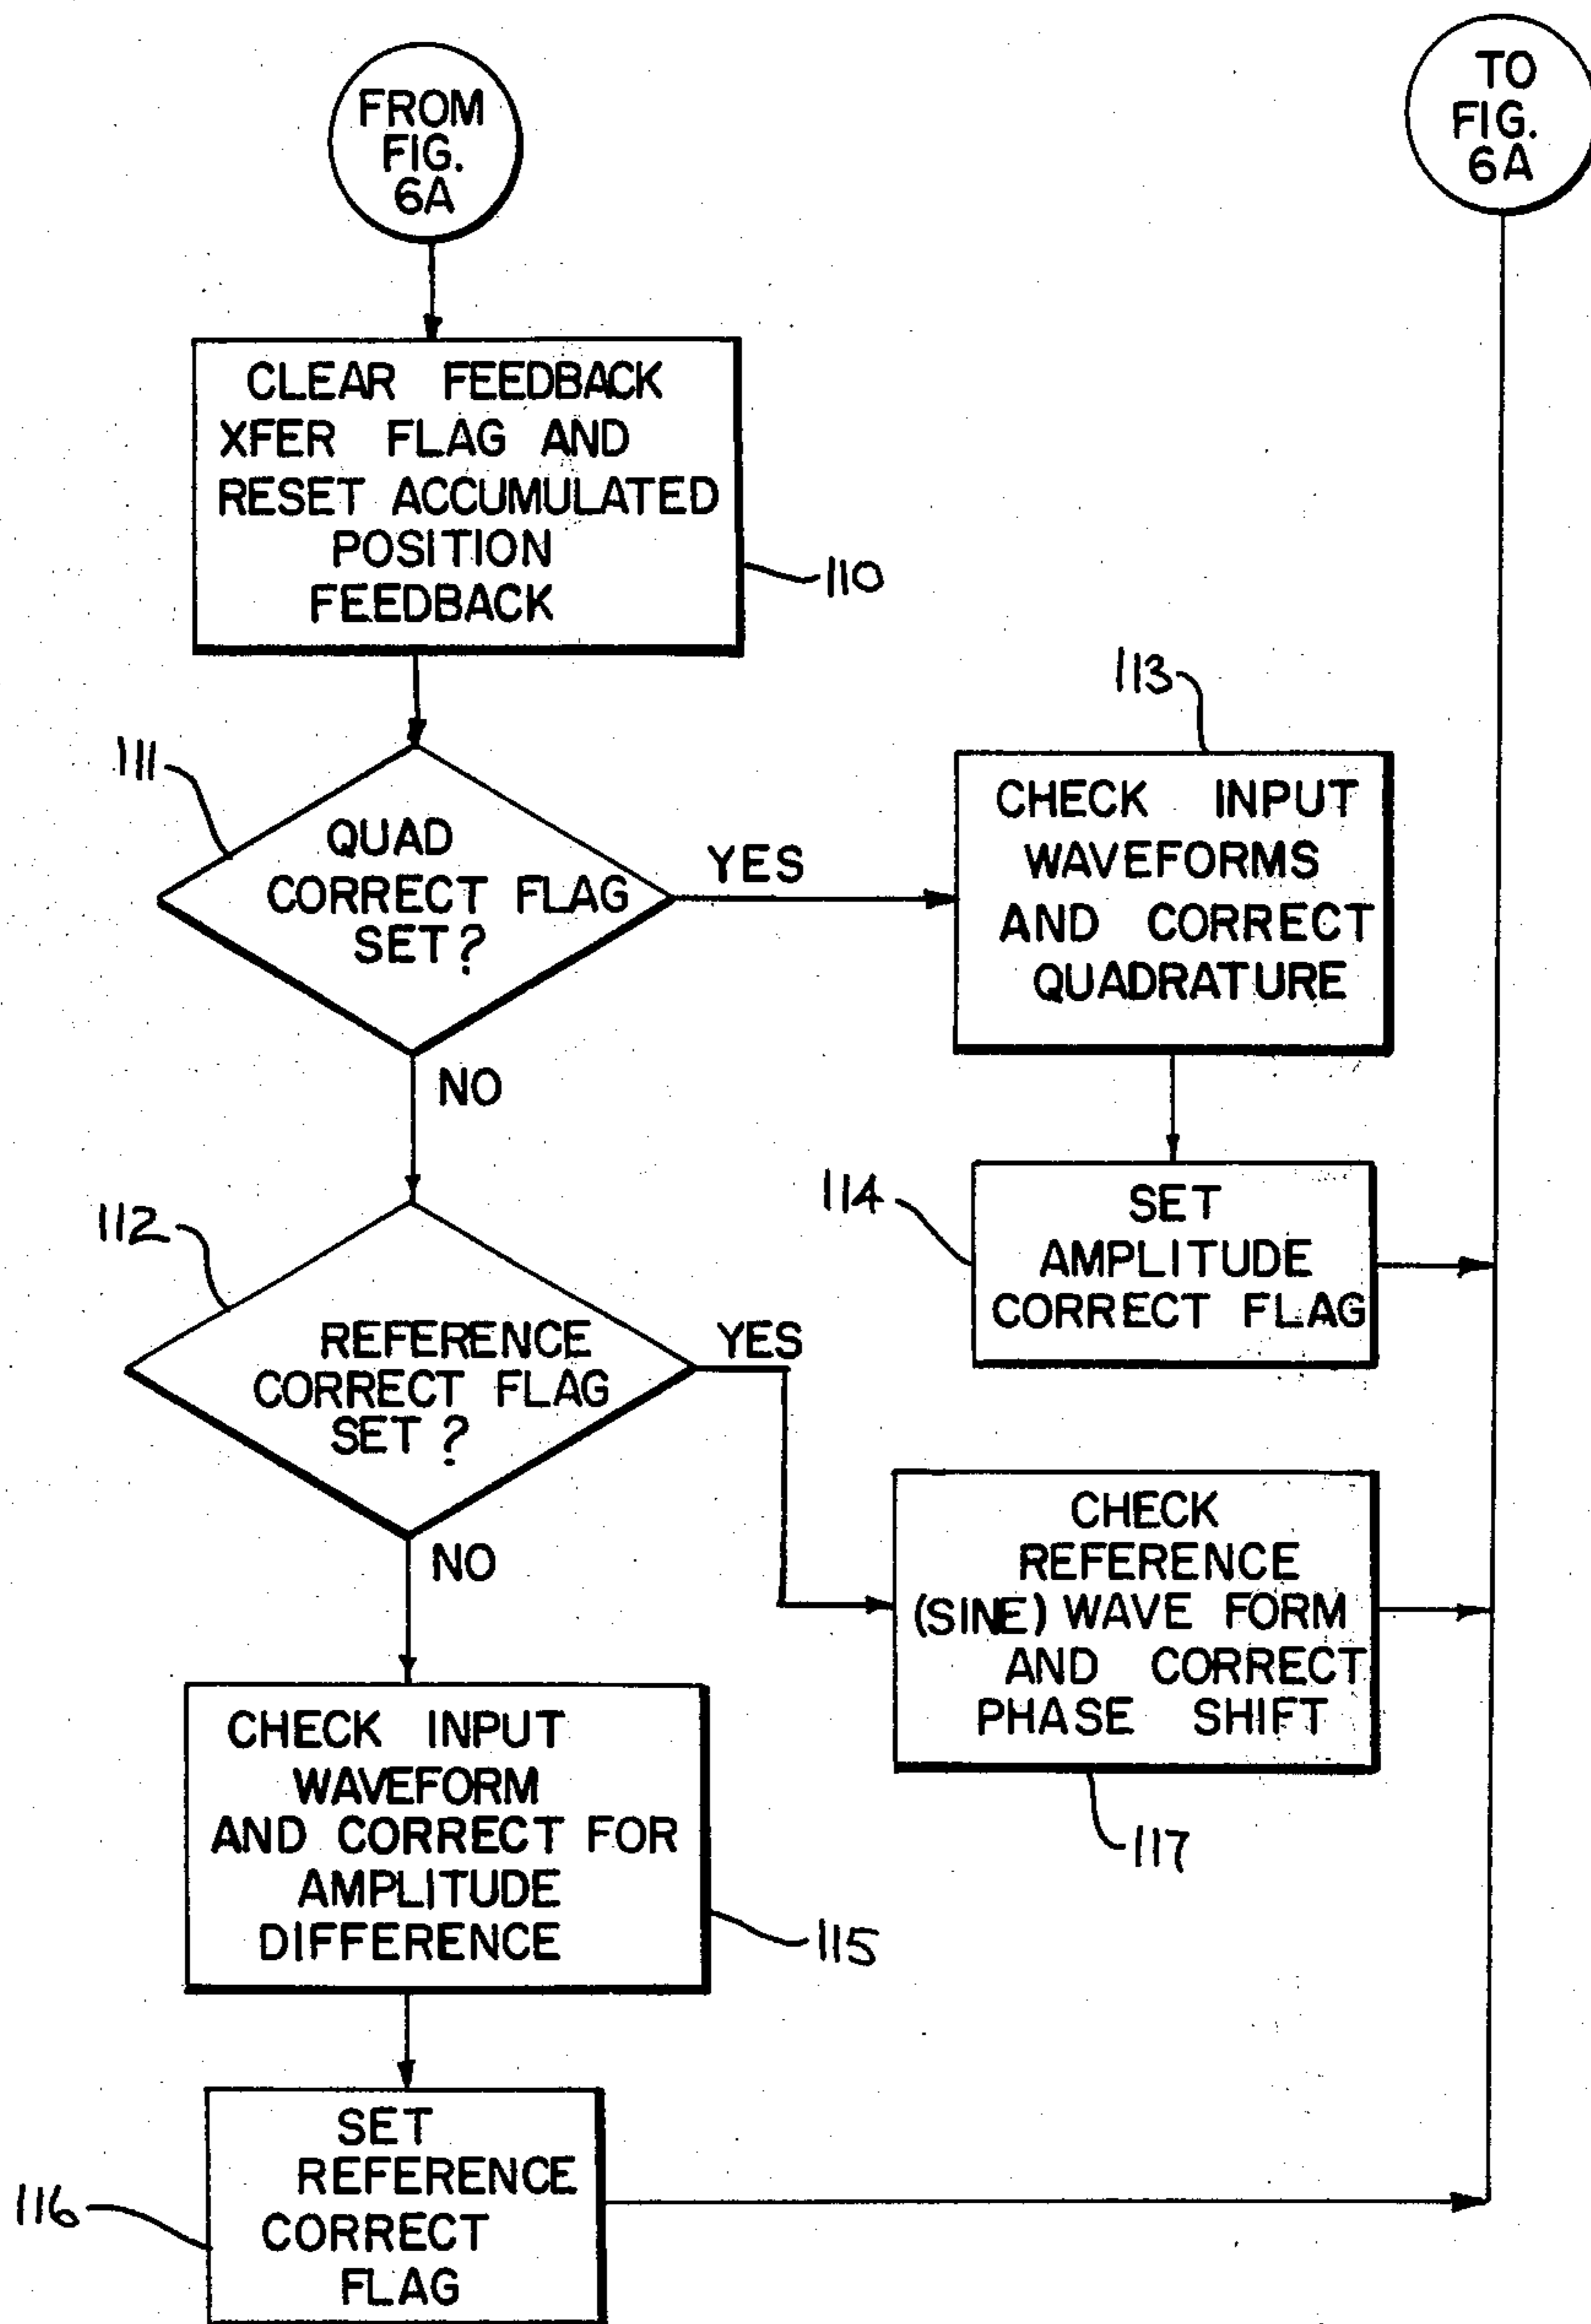 FROM
FIG.
6A
TO
FIG.
6A
CLEAR FEEDBACK
XFER FLAG AND
RESET ACCUMULATED
POSITION
FEEDBACK
110
111
QUAD
CORRECT FLAG
SET?
YES
NO
113
CHECK INPUT
WAVEFORMS
AND CORRECT
QUADRATURE
114
SET
AMPLITUDE
CORRECT FLAG
112
REFERENCE
CORRECT FLAG
SET?
YES
NO
CHECK
REFERENCE
(SINE) WAVE FORM
AND CORRECT
PHASE SHIFT
117
CHECK INPUT
WAVEFORM
AND CORRECT FOR
AMPLITUDE
DIFFERENCE
115
116
SET
REFERENCE
CORRECT
FLAG